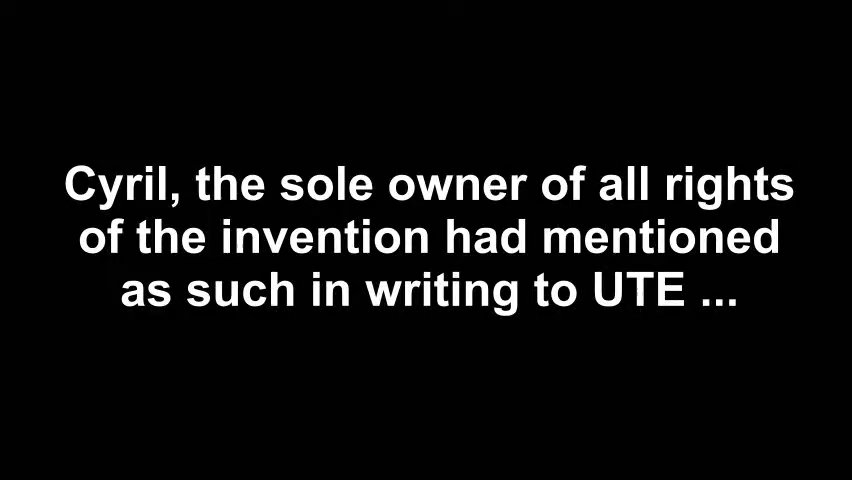 Cyril, the sole owner of all rights
of the invention had mentioned
as such in writing to UTE ...